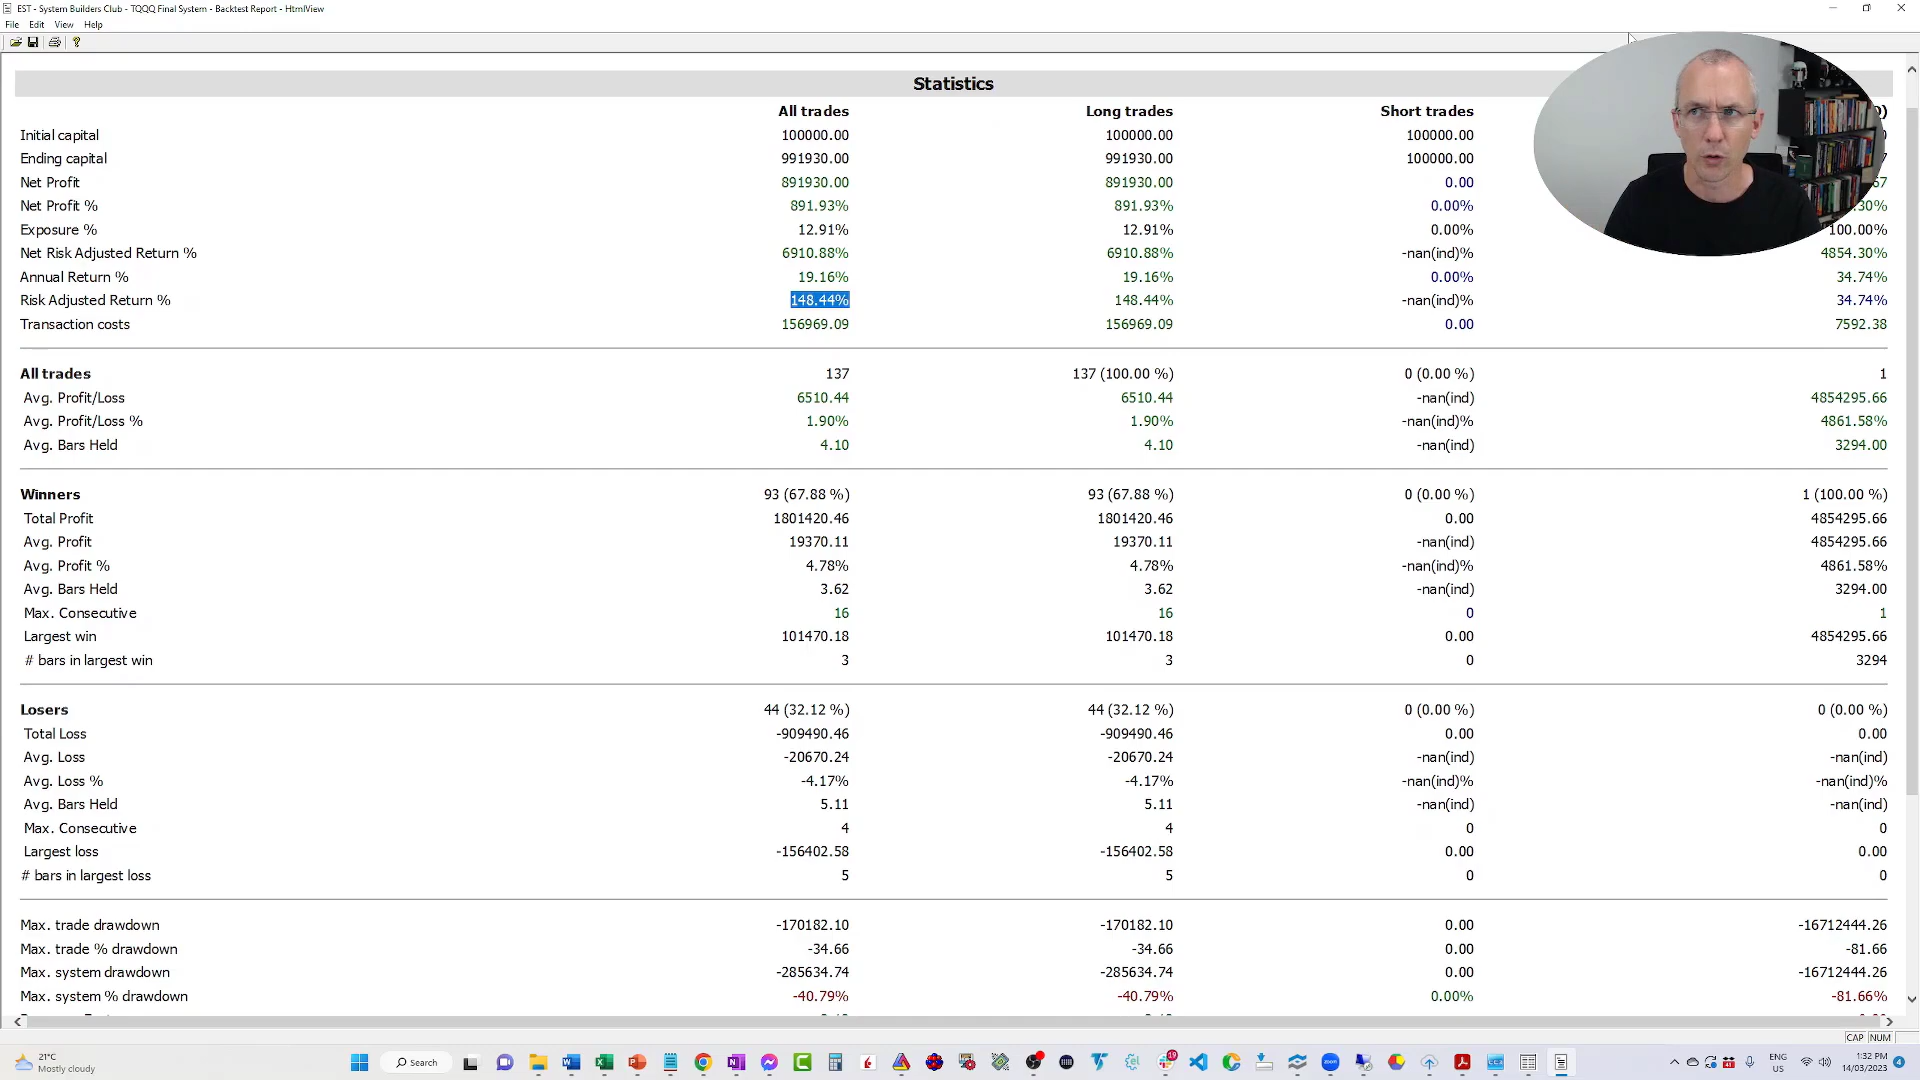 EST - System Builders Club - TQQQ Final System - Backtest Report - HtmlView
File Edit View Help
Statistics
All trades Long trades Short trades
Initial capital 100000.00 100000.00 100000.00
Ending capital 991930.00 991930.00 100000.00
Net Profit 891930.00 891930.00 0.00
Net Profit % 891.93% 891.93% 0.00%
Exposure % 12.91% 12.91% 0.00% 100.00%
Net Risk Adjusted Return % 6910.88% 6910.88% -nan(ind)% 4854.30%
Annual Return % 19.16% 19.16% 0.00% 34.74%
Risk Adjusted Return % 148.44% 148.44% -nan(ind)% 34.74%
Transaction costs 156969.09 156969.09 0.00 7592.38
All trades 137 137 (100.00 %) 0 (0.00 %) 1
Avg. Profit/Loss 6510.44 6510.44 -nan(ind) 4854295.66
Avg. Profit/Loss % 1.90% 1.90% -nan(ind)% 4861.58%
Avg. Bars Held 4.10 4.10 -nan(ind) 3294.00
Winners 93 (67.88 %) 93 (67.88 %) 0 (0.00 %) 1 (100.00 %)
Total Profit 1801420.46 1801420.46 0.00 4854295.66
Avg. Profit 19370.11 19370.11 -nan(ind) 4854295.66
Avg. Profit % 4.78% 4.78% -nan(ind)% 4861.58%
Avg. Bars Held 3.62 3.62 -nan(ind) 3294.00
Max. Consecutive 16 16 0 1
Largest win 101470.18 101470.18 0.00 4854295.66
# bars in largest win 3 3 0 3294
Losers 44 (32.12 %) 44 (32.12 %) 0 (0.00 %) 0 (0.00 %)
Total Loss -909490.46 -909490.46 0.00 0.00
Avg. Loss -20670.24 -20670.24 -nan(ind) -nan(ind)
Avg. Loss % -4.17% -4.17% -nan(ind)% -nan(ind)%
Avg. Bars Held 5.11 5.11 -nan(ind) -nan(ind)
Max. Consecutive 4 4 0 0
Largest loss -156402.58 -156402.58 0.00 0.00
# bars in largest loss 5 5 0 0
Max. trade drawdown -170182.10 -170182.10 0.00 -16712444.26
Max. trade % drawdown -34.66 -34.66 0.00 -81.66
Max. system drawdown -285634.74 -285634.74 0.00 -16712444.26
Max. system % drawdown -40.79% -40.79% 0.00% -81.66%
CAP NUM
21°C
Mostly cloudy
Search
19
ENG
US
1:32 PM
14/03/2023
4